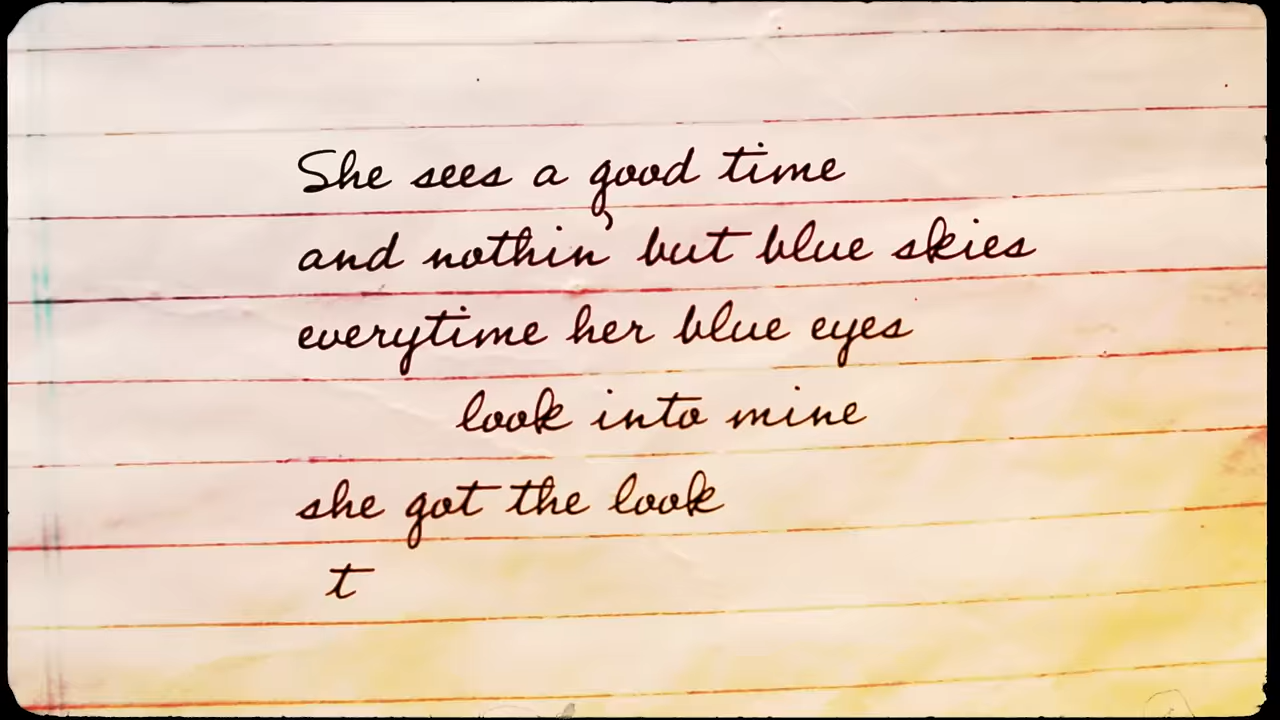 She sees a good time
and nothin' but blue skies
everytime her blue eyes
look into mine
she got the look
t